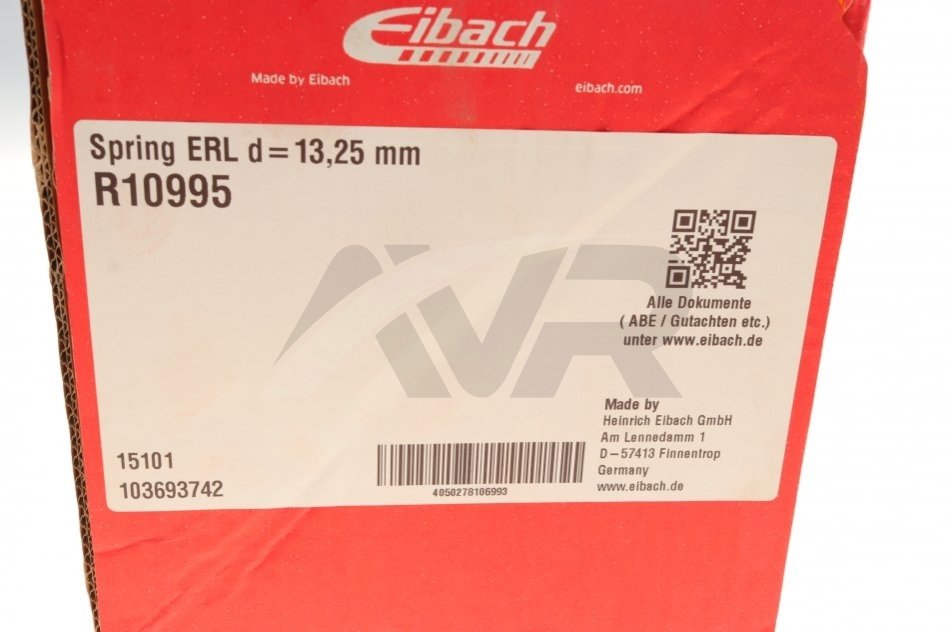 Eibach
Made by Eibach
eibach.com
Spring ERL d=13,25 mm
R10995
AVR
Alle Dokumente
( ABE / Gutachten etc.)
unter www.eibach.de
Made by
Heinrich Eibach GmbH
Am Lennedamm 1
D-57413 Finnentrop
Germany
www.eibach.de
15101
103693742
4050278106993